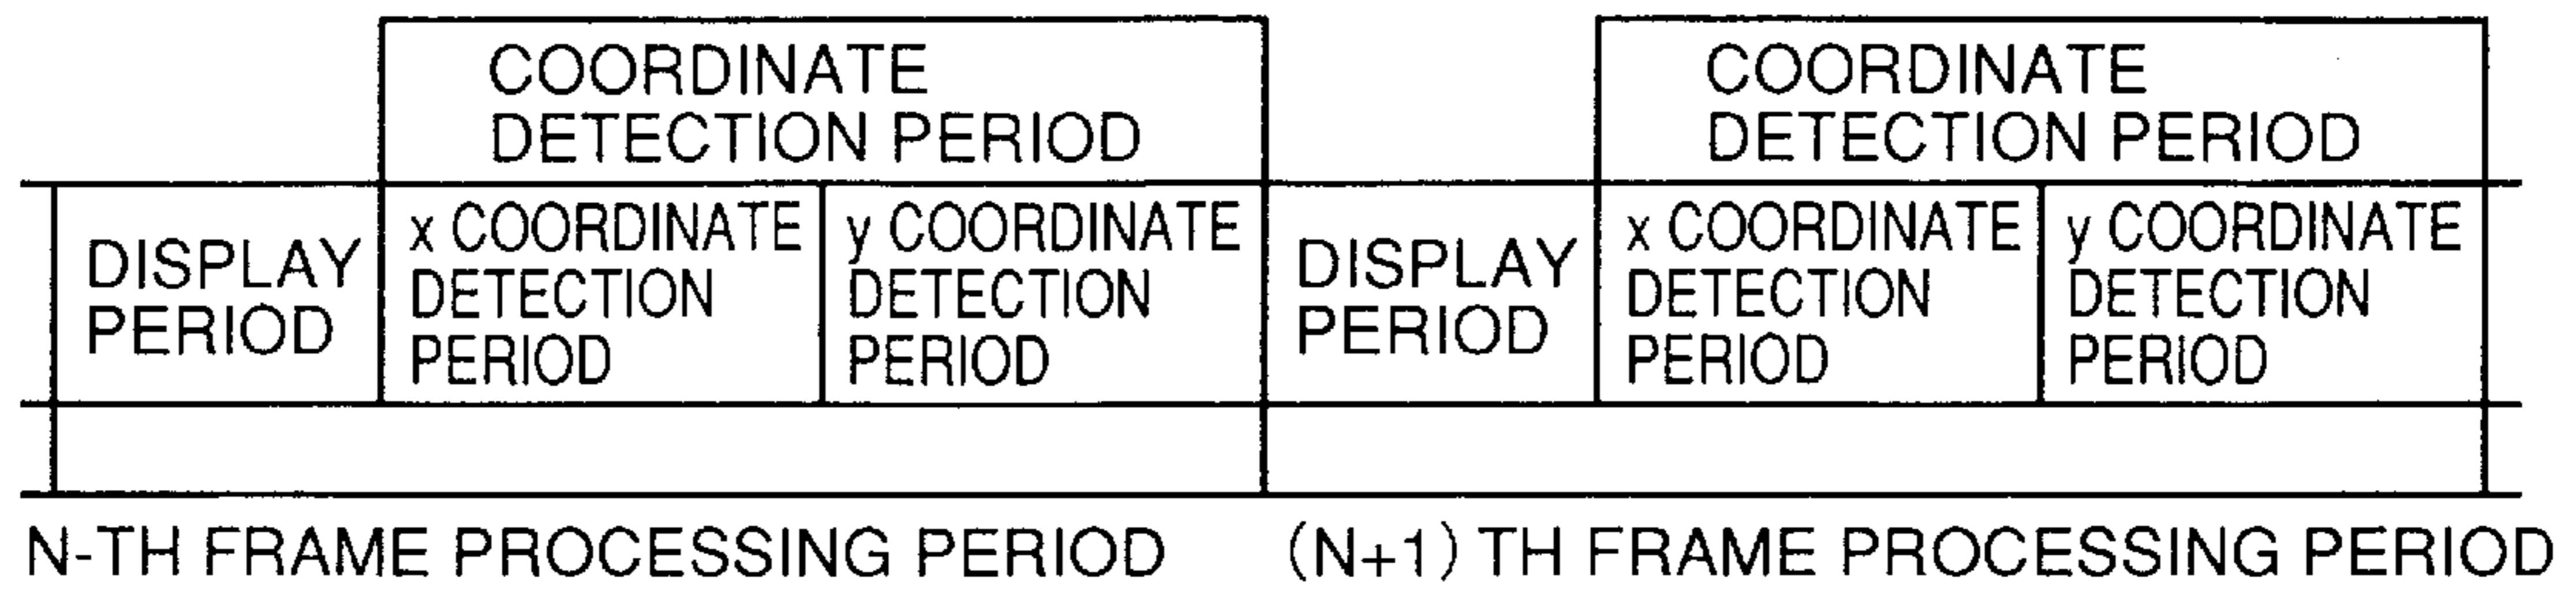 COORDINATE
DETECTION PERIOD
COORDINATE
DETECTION PERIOD
DISPLAY
PERIOD
x COORDINATE
DETECTION
PERIOD
y COORDINATE
DETECTION
PERIOD
DISPLAY
PERIOD
x COORDINATE
DETECTION
PERIOD
y COORDINATE
DETECTION
PERIOD
N-TH FRAME PROCESSING PERIOD
(N+1) TH FRAME PROCESSING PERIOD